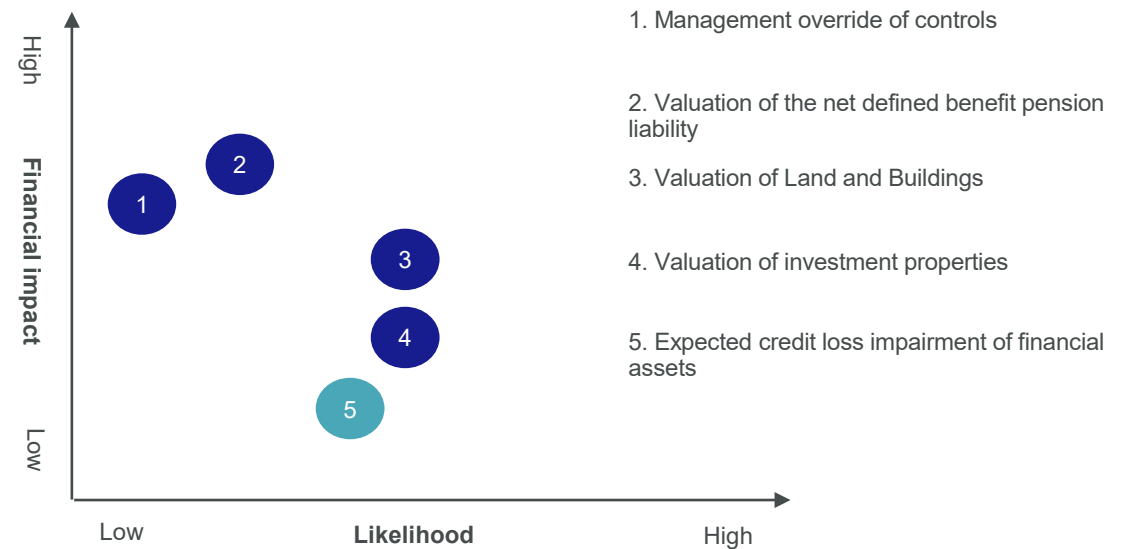 High
Financial impact
Low
1
2
3
4
5
Low
Likelihood
High
1. Management override of controls
2. Valuation of the net defined benefit pension
liability
3. Valuation of Land and Buildings
4. Valuation of investment properties
5. Expected credit loss impairment of financial
assets